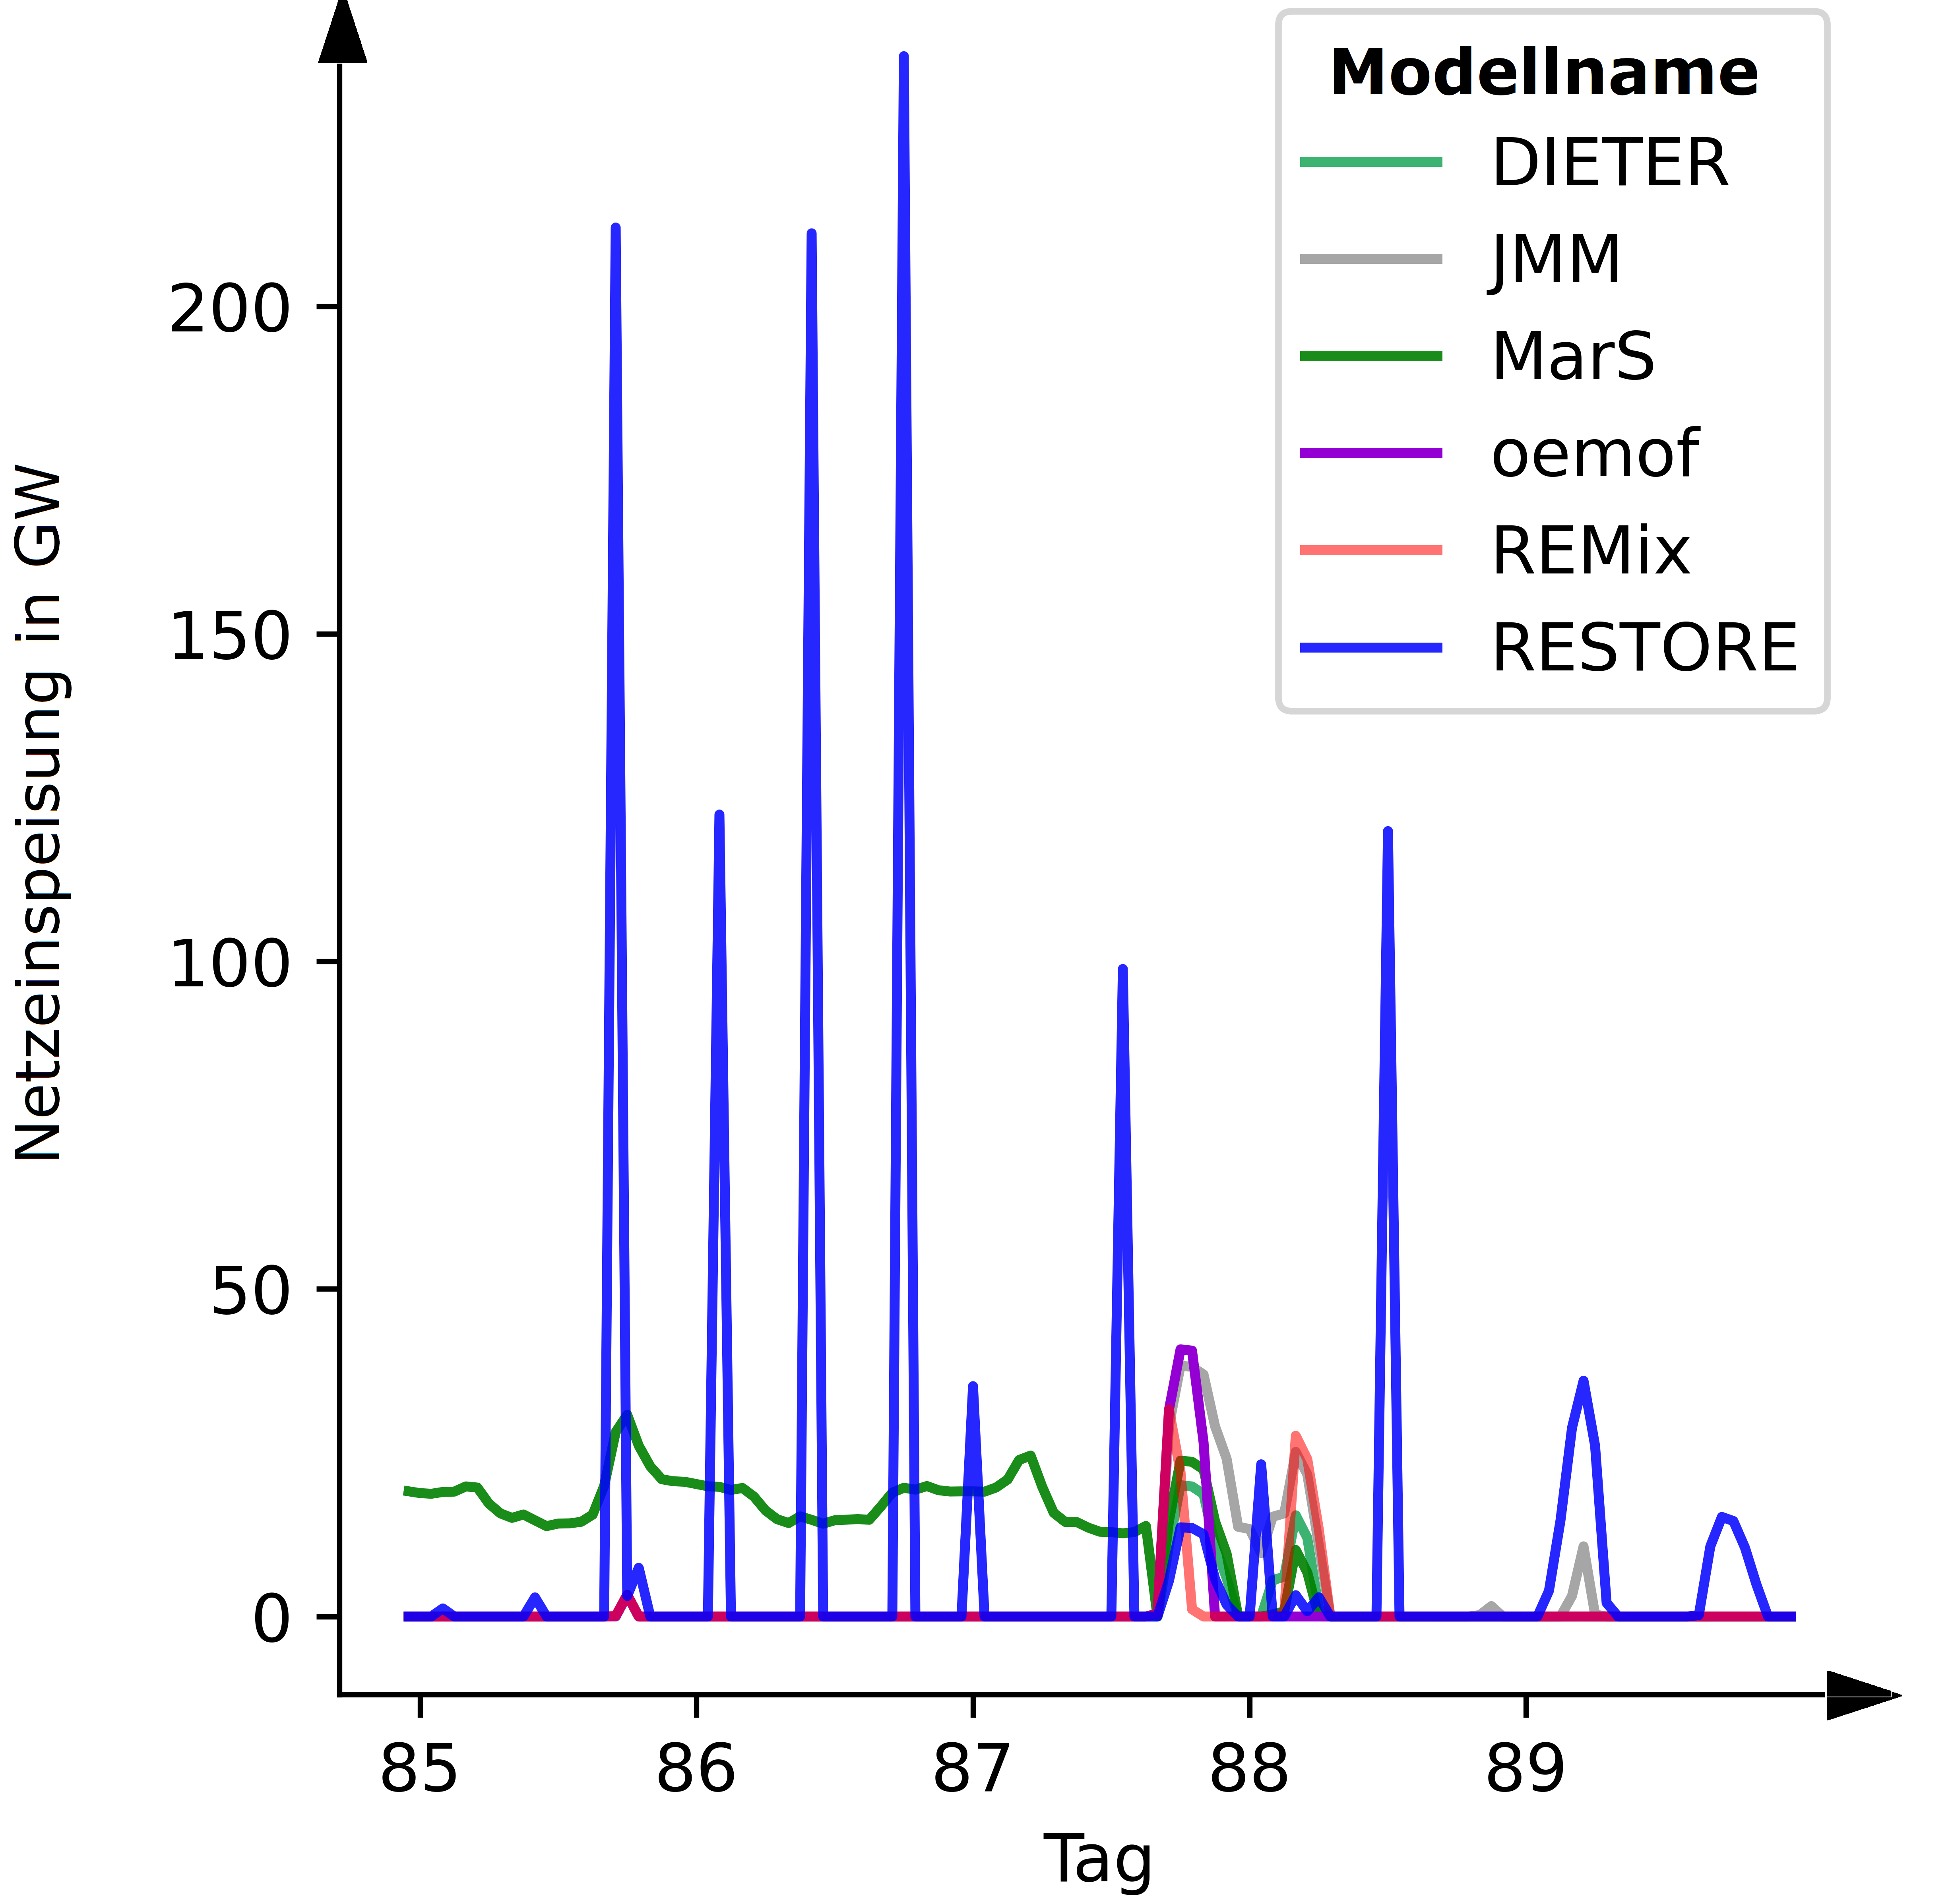 Modellname
DIETER
JMM
MarS
oemof
REMix
RESTORE
Netzeinspeisung in GW
200
150
100
50
0
85 86 87 88 89
Tag